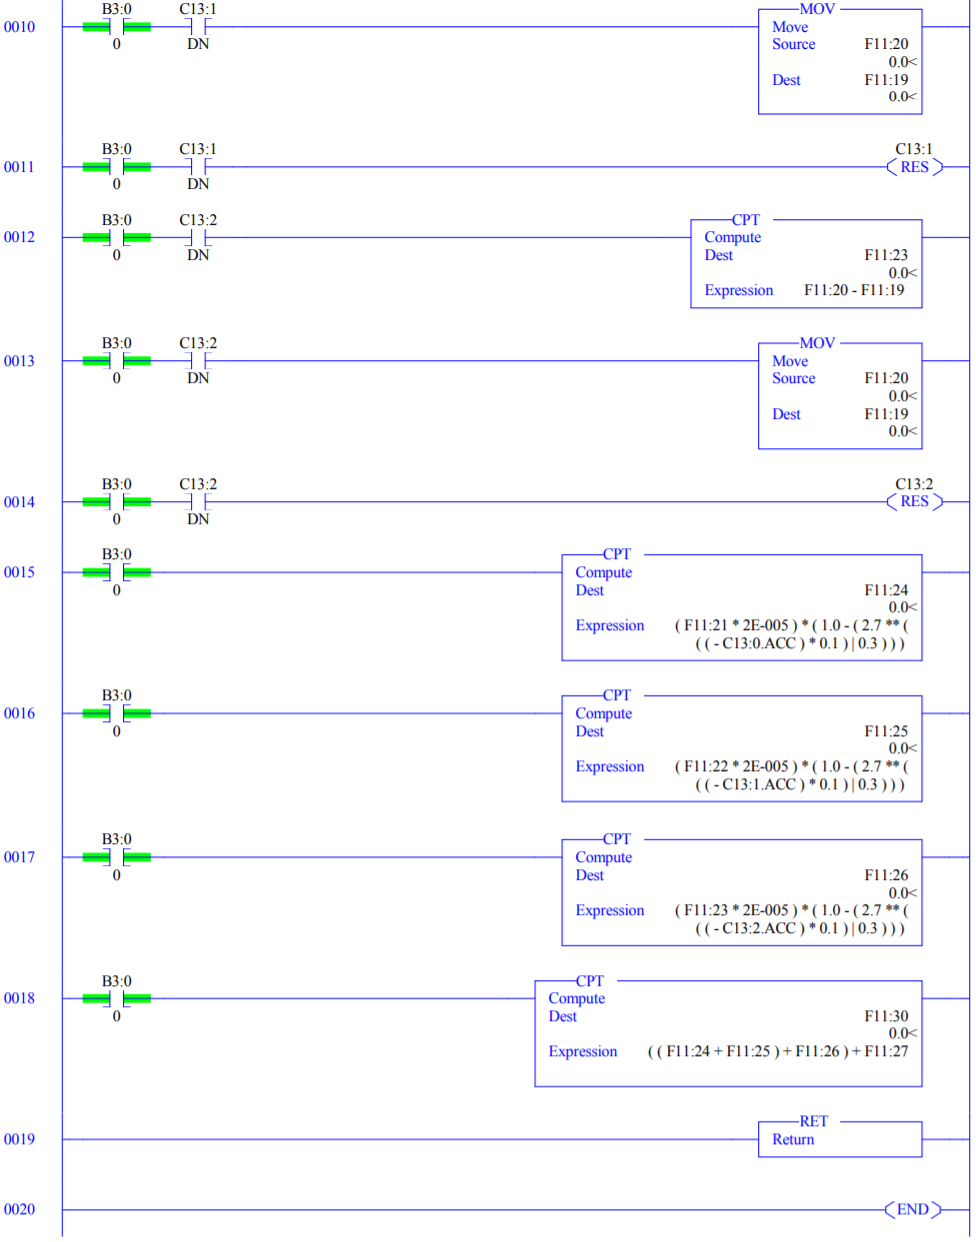 B3:0 C13:1 MOV
0010 Move
0 DN Source F11:20
0.0<
Dest F11:19
0.0<
B3:0 C13:1 C13:1
0011 RES
0 DN
B3:0 C13:2 CPT
0012 Compute
0 DN Dest F11:23
0.0<
Expression F11:20 - F11:19
B3:0 C13:2 MOV
0013 Move
0 DN Source F11:20
0.0<
Dest F11:19
0.0<
B3:0 C13:2 C13:2
0014 RES
0 DN
B3:0 CPT
0015 Compute
0 Dest F11:24
0.0<
Expression ( F11:21 * 2E-005 ) * ( 1.0 - ( 2.7 ** (
( ( - C13:0.ACC ) * 0.1 ) | 0.3 ) ) )
B3:0 CPT
0016 Compute
0 Dest F11:25
0.0<
Expression ( F11:22 * 2E-005 ) * ( 1.0 - ( 2.7 ** (
( ( - C13:1.ACC ) * 0.1 ) | 0.3 ) ) )
B3:0 CPT
0017 Compute
0 Dest F11:26
0.0<
Expression ( F11:23 * 2E-005 ) * ( 1.0 - ( 2.7 ** (
( ( - C13:2.ACC ) * 0.1 ) | 0.3 ) ) )
B3:0 CPT
0018 Compute
0 Dest F11:30
0.0<
Expression ( ( F11:24 + F11:25 ) + F11:26 ) + F11:27
RET
0019 Return
0020 END